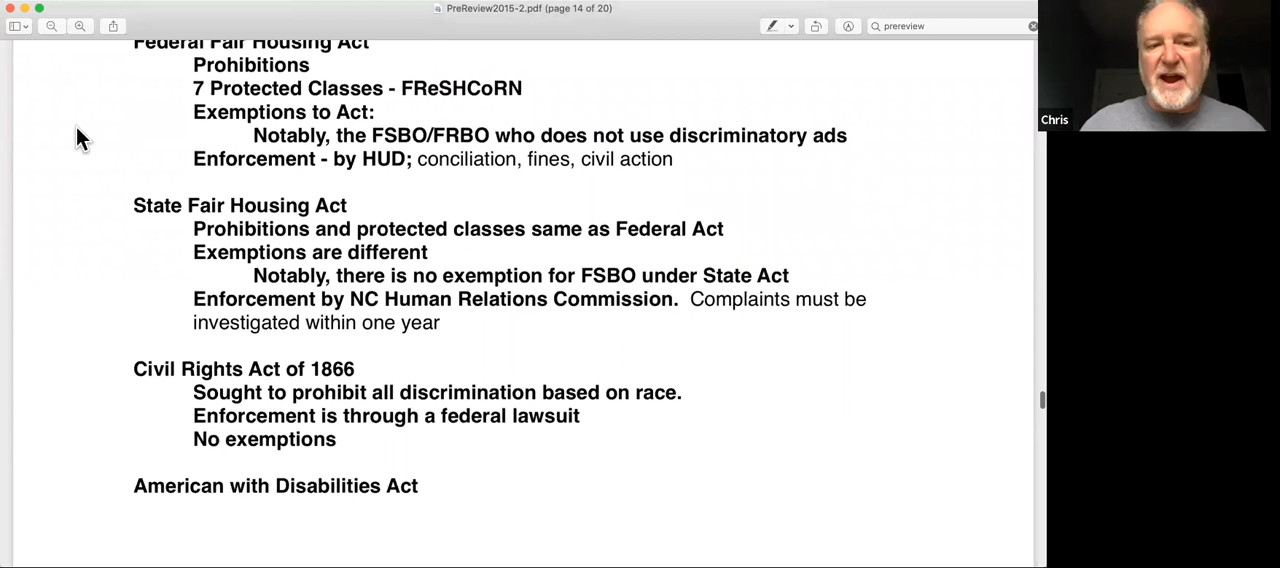 PreReview2015-2.pdf (page 14 of 20)
prereview
Federal Fair Housing Act
Prohibitions
7 Protected Classes - FReSHCoRN
Exemptions to Act:
Notably, the FSBO/FRBO who does not use discriminatory ads
Enforcement - by HUD; conciliation, fines, civil action
State Fair Housing Act
Prohibitions and protected classes same as Federal Act
Exemptions are different
Notably, there is no exemption for FSBO under State Act
Enforcement by NC Human Relations Commission. Complaints must be
investigated within one year
Civil Rights Act of 1866
Sought to prohibit all discrimination based on race.
Enforcement is through a federal lawsuit
No exemptions
American with Disabilities Act
Chris